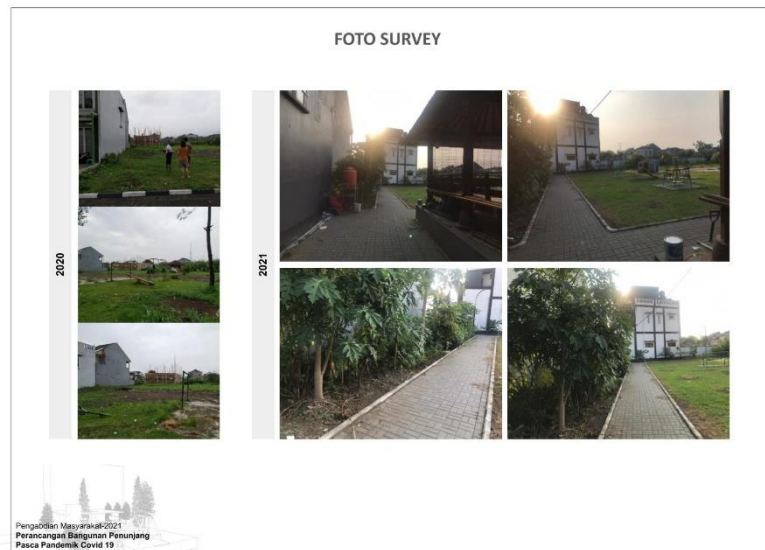 FOTO SURVEY
2020
2021
Pengabdian Masyarakat-2021
Perancangan Bangunan Penunjang
Pasca Pandemik Covid 19